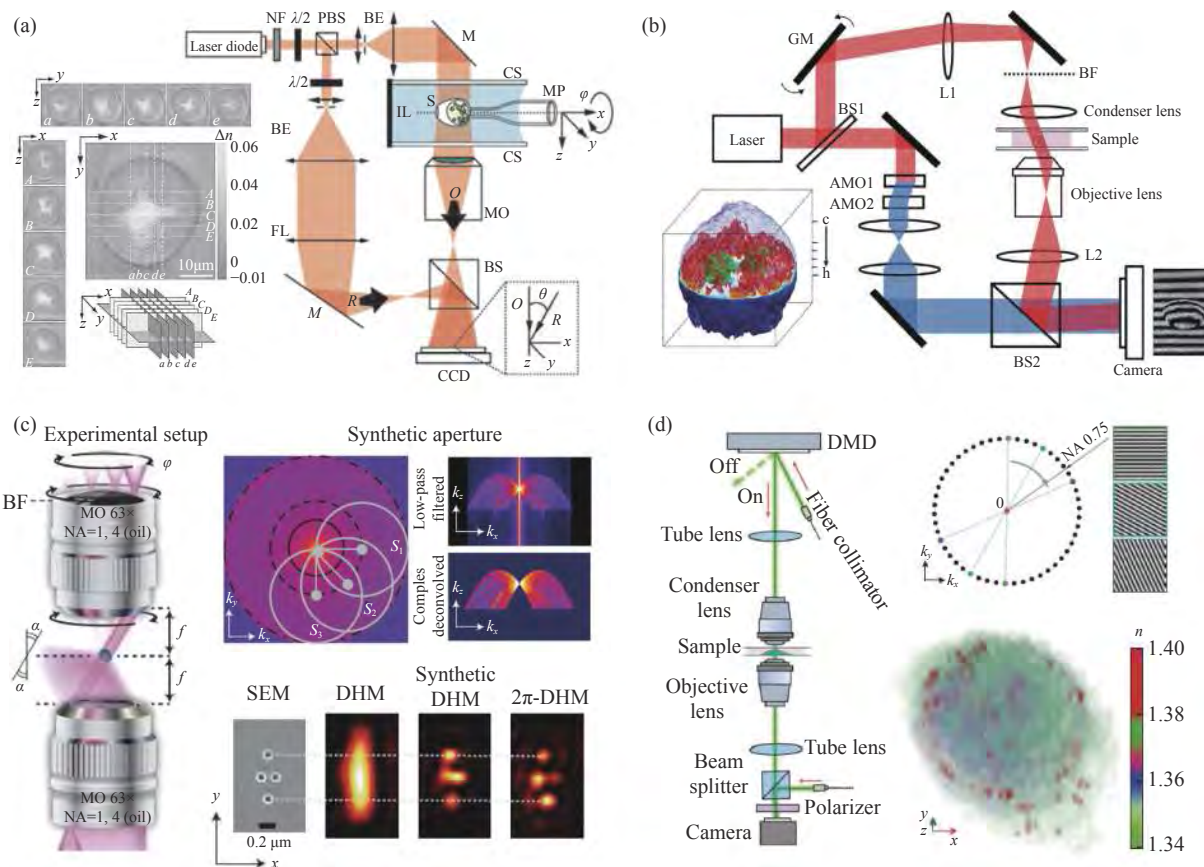 (a)
Laser diode
NF
λ/2
PBS
BE
M
λ/2
CS
IL
S
MP
φ
x
y
z
CS
BE
O
MO
FL
BS
M
R
O
θ
R
x
y
z
CCD
y
z
a
b
c
d
e
x
z
A
B
C
D
E
x
y
Δn
0.06
0.04
0.02
0
−0.01
A
B
C
D
E
abc de
10μm
x
y
z
A
B
C
D
E
a b c d e
(b)
GM
L1
BF
Condenser lens
Sample
BS1
Laser
AMO1
AMO2
Objective lens
c
h
L2
BS2
Camera
(c)
Experimental setup
φ
BF
MO 63×
NA=1, 4 (oil)
α
α
f
f
MO 63×
NA=1, 4 (oil)
Synthetic aperture
S1
S2
S3
ky
kx
Low-pass
filtered
kz
kx
Comples
deconvolved
kz
kx
SEM
DHM
Synthetic
DHM
2π-DHM
y
x
0.2 μm
(d)
DMD
Off
On
Fiber collimator
Tube lens
Condenser
lens
Sample
Objective
lens
Tube lens
Beam
splitter
Polarizer
Camera
NA 0.75
0
ky
kx
n
1.40
1.38
1.36
1.34
y
z
x